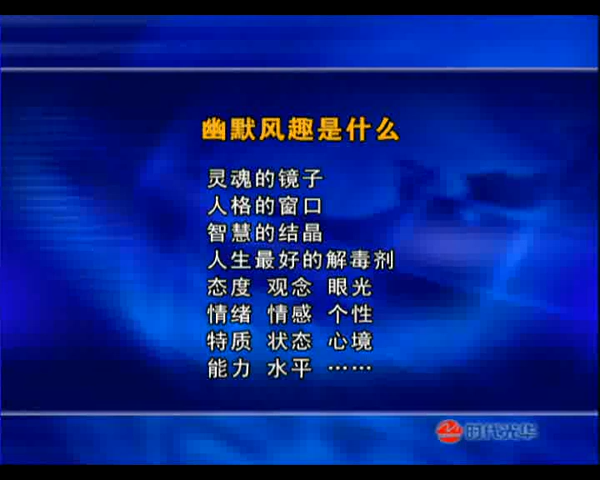 幽默风趣是什么
灵魂的镜子
人格的窗口
智慧的结晶
人生最好的解毒剂
态度 观念 眼光
情绪 情感 个性
特质 状态 心境
能力 水平 ……
时代光华